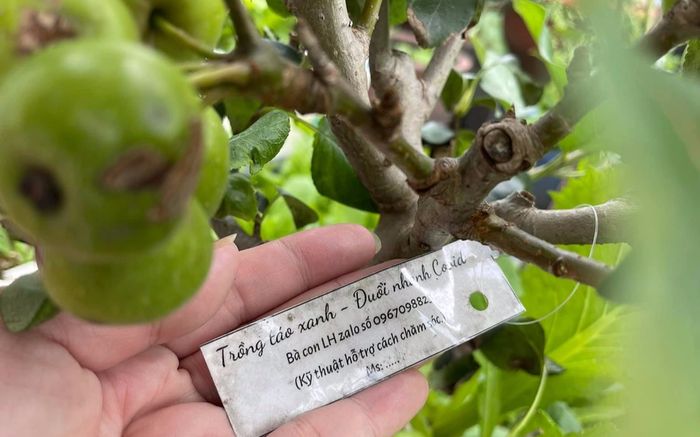 Trồng táo xanh - Đuổi nhanh Covid
Bà con LH zalo số 096709882
(Kỹ thuật hỗ trợ cách chăm sóc.
Ms: .....